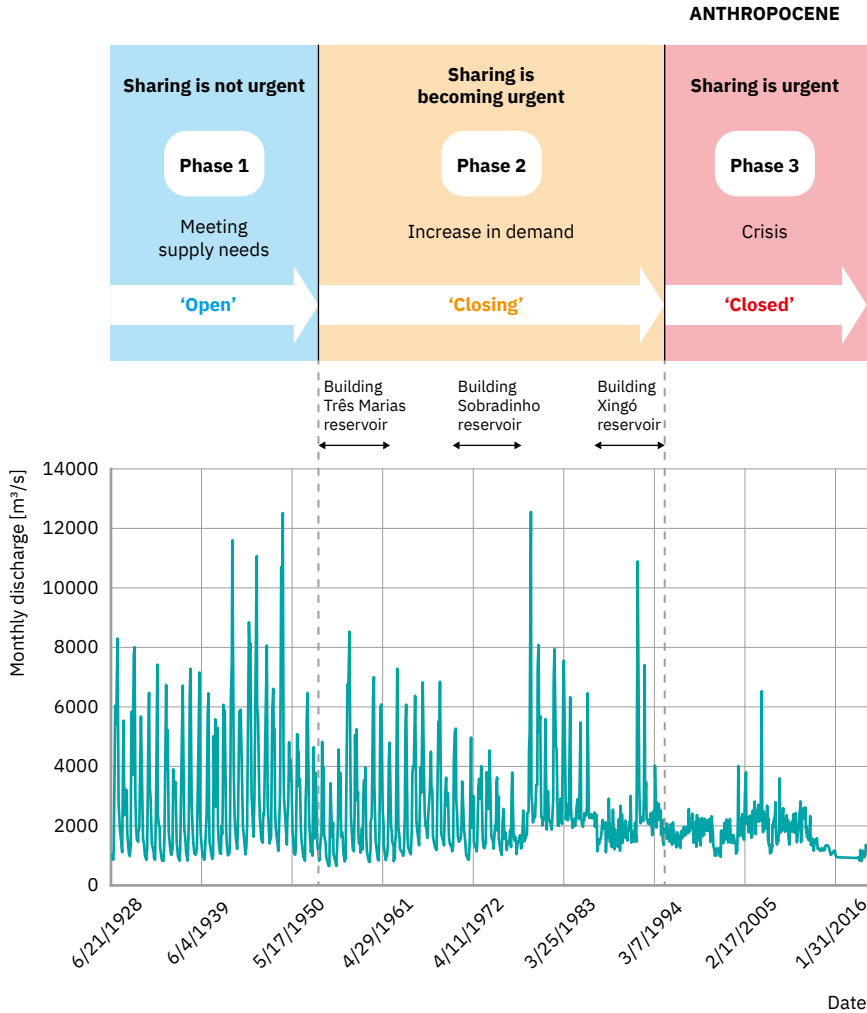 ANTHROPOCENE
Sharing is not urgent
Sharing is
becoming urgent
Sharing is urgent
Phase 1
Phase 2
Phase 3
Meeting
supply needs
Increase in demand
Crisis
‘Open’
‘Closing’
‘Closed’
Building
Três Marias
reservoir
Building
Sobradinho
reservoir
Building
Xingó
reservoir
Monthly discharge [m³/s]
14000
12000
10000
8000
6000
4000
2000
0
6/21/1928
6/4/1939
5/17/1950
4/29/1961
4/11/1972
3/25/1983
3/7/1994
2/17/2005
1/31/2016
Date